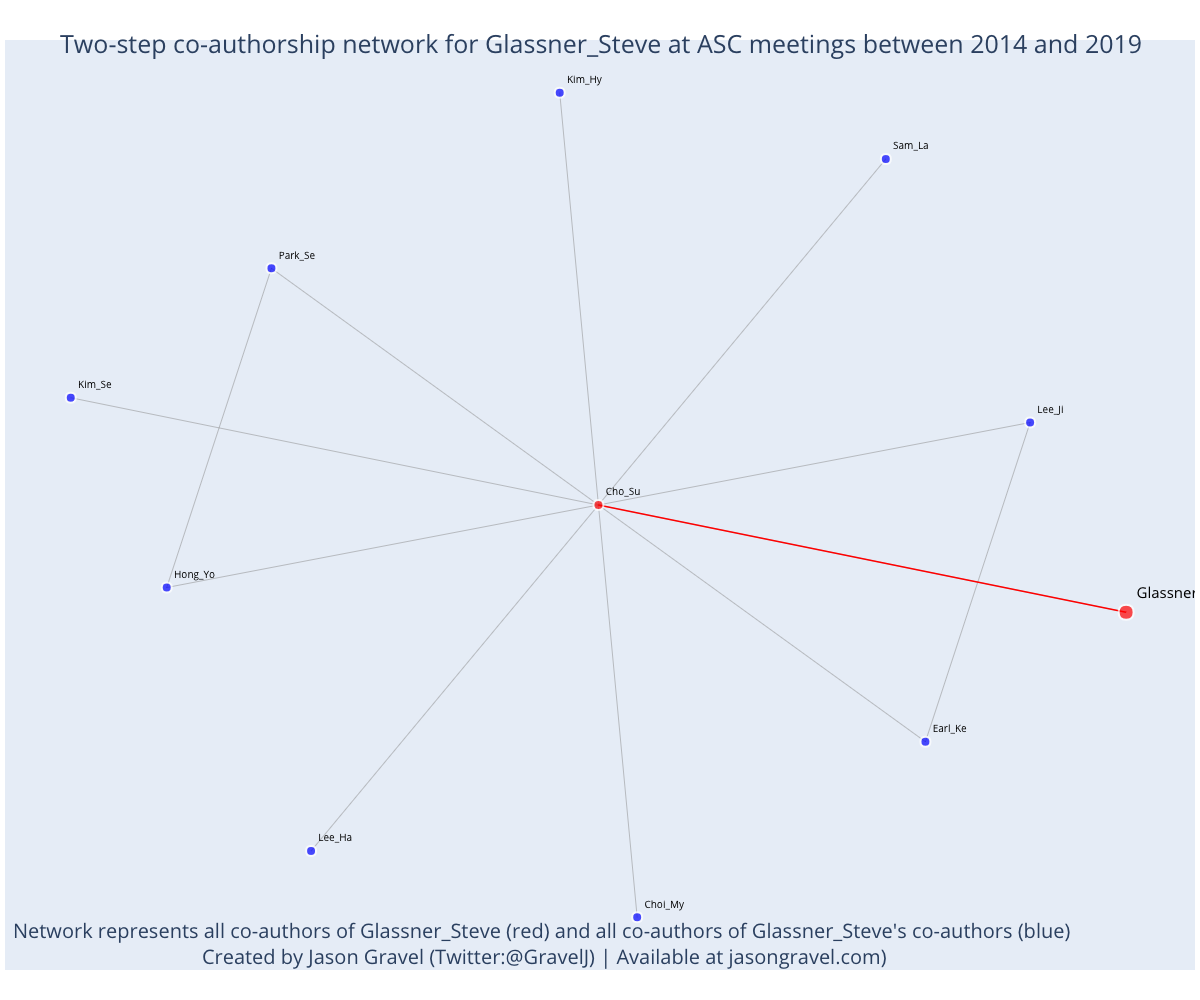 Two-step co-authorship network for Glassner_Steve at ASC meetings between 2014 and 2019
Kim_Hy
Sam_La
Park_Se
Kim_Se
Lee_Ji
Cho_Su
Hong_Yo
Glassner
Earl_Ke
Lee_Ha
Choi_My
Network represents all co-authors of Glassner_Steve (red) and all co-authors of Glassner_Steve's co-authors (blue)
Created by Jason Gravel (Twitter:@GravelJ) | Available at jasongravel.com)